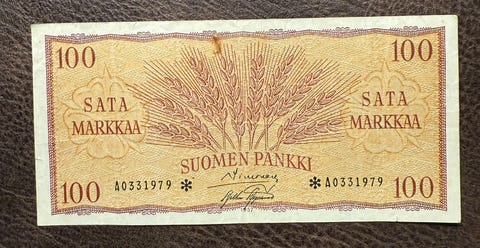 100 100
SATA SATA
MARKKAA MARKKAA
SUOMEN PANKKI
100 A0331979 * * A0331979 100